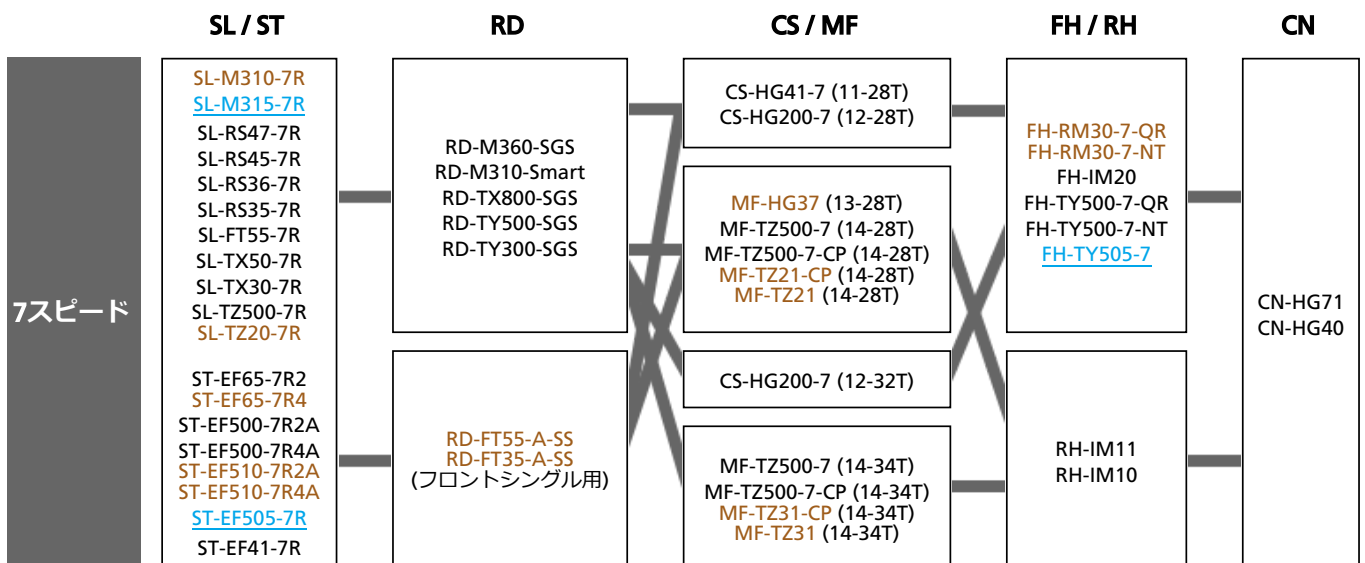 SL / ST
RD
CS / MF
FH / RH
CN
7スピード
SL-M310-7R
SL-M315-7R
SL-RS47-7R
SL-RS45-7R
SL-RS36-7R
SL-RS35-7R
SL-FT55-7R
SL-TX50-7R
SL-TX30-7R
SL-TZ500-7R
SL-TZ20-7R
ST-EF65-7R2
ST-EF65-7R4
ST-EF500-7R2A
ST-EF500-7R4A
ST-EF510-7R2A
ST-EF510-7R4A
ST-EF505-7R
ST-EF41-7R
RD-M360-SGS
RD-M310-Smart
RD-TX800-SGS
RD-TY500-SGS
RD-TY300-SGS
RD-FT55-A-SS
RD-FT35-A-SS
(フロントシングル用)
CS-HG41-7 (11-28T)
CS-HG200-7 (12-28T)
MF-HG37 (13-28T)
MF-TZ500-7 (14-28T)
MF-TZ500-7-CP (14-28T)
MF-TZ21-CP (14-28T)
MF-TZ21 (14-28T)
CS-HG200-7 (12-32T)
MF-TZ500-7 (14-34T)
MF-TZ500-7-CP (14-34T)
MF-TZ31-CP (14-34T)
MF-TZ31 (14-34T)
FH-RM30-7-QR
FH-RM30-7-NT
FH-IM20
FH-TY500-7-QR
FH-TY500-7-NT
FH-TY505-7
RH-IM11
RH-IM10
CN-HG71
CN-HG40